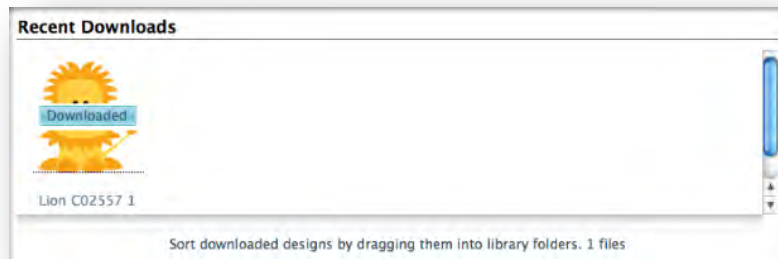 Recent Downloads
Downloaded
Lion C02557 1
Sort downloaded designs by dragging them into library folders. 1 files